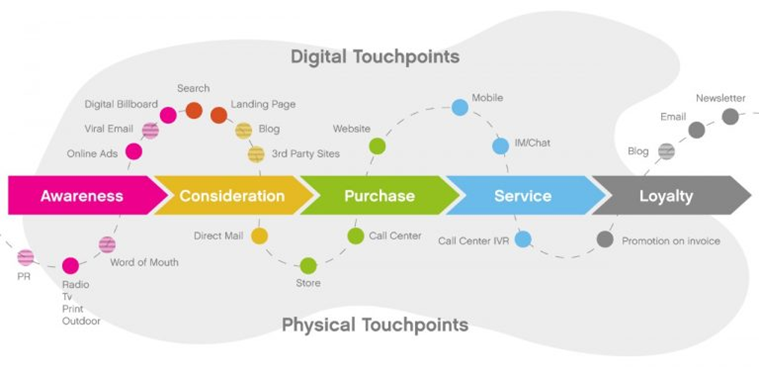 Digital Touchpoints
Search
Digital Billboard
Landing Page
Viral Email
Blog
Online Ads
3rd Party Sites
Website
Mobile
IM/Chat
Newsletter
Email
Blog
Awareness
Consideration
Purchase
Service
Loyalty
PR
Radio
Tv
Print
Outdoor
Word of Mouth
Direct Mail
Store
Call Center
Call Center IVR
Promotion on invoice
Physical Touchpoints